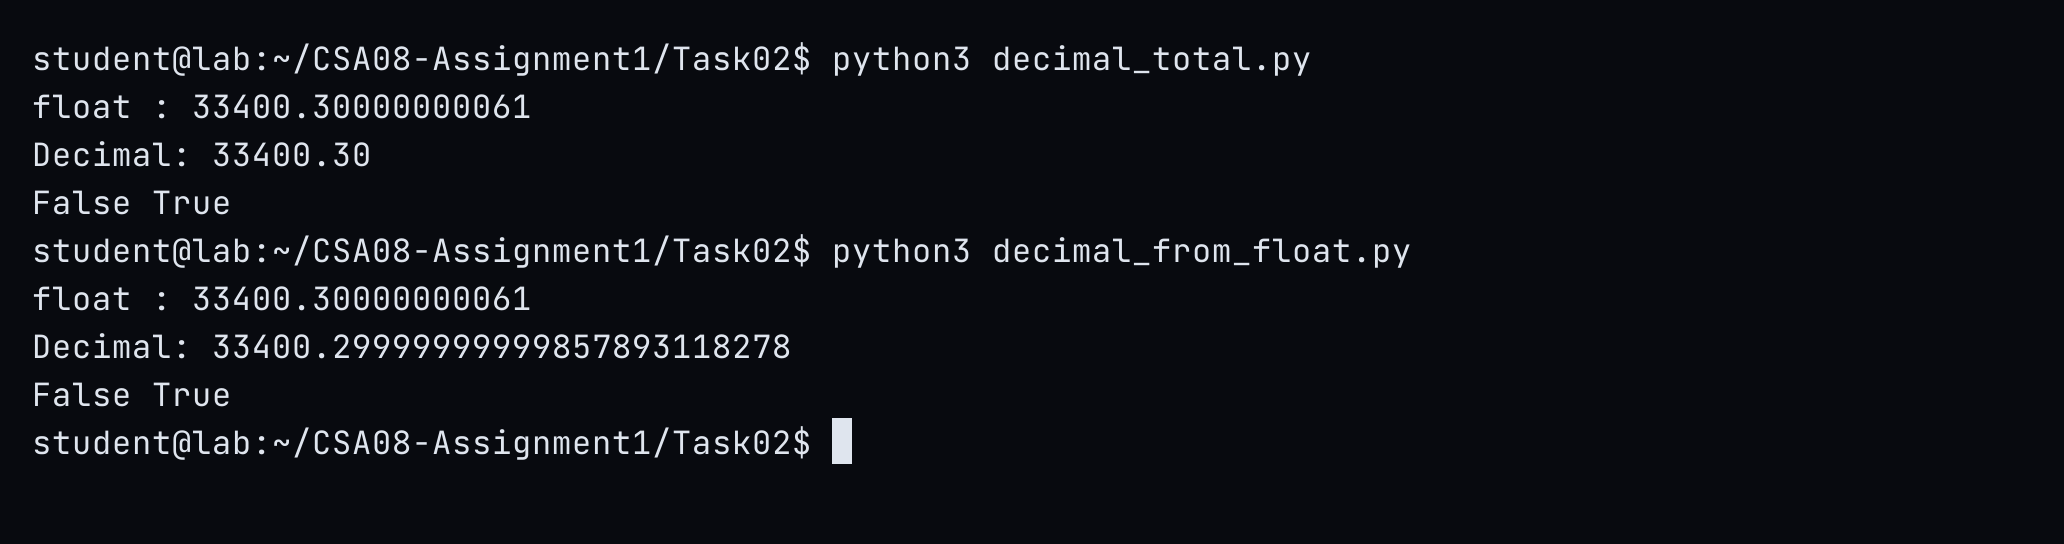 student@lab:~/CSA08-Assignment1/Task02$ python3 decimal_total.py
float : 33400.30000000061
Decimal: 33400.30
False True
student@lab:~/CSA08-Assignment1/Task02$ python3 decimal_from_float.py
float : 33400.30000000061
Decimal: 33400.299999999999857893118278
False True
student@lab:~/CSA08-Assignment1/Task02$